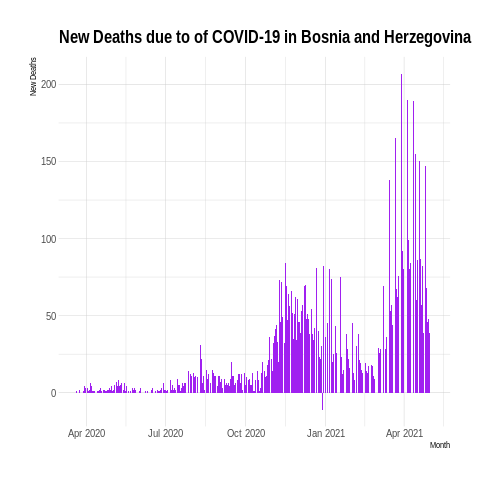 New Deaths due to of COVID-19 in Bosnia and Herzegovina
New Deaths
200
150
100
50
0
Apr 2020 Jul 2020 Oct 2020 Jan 2021 Apr 2021
Month